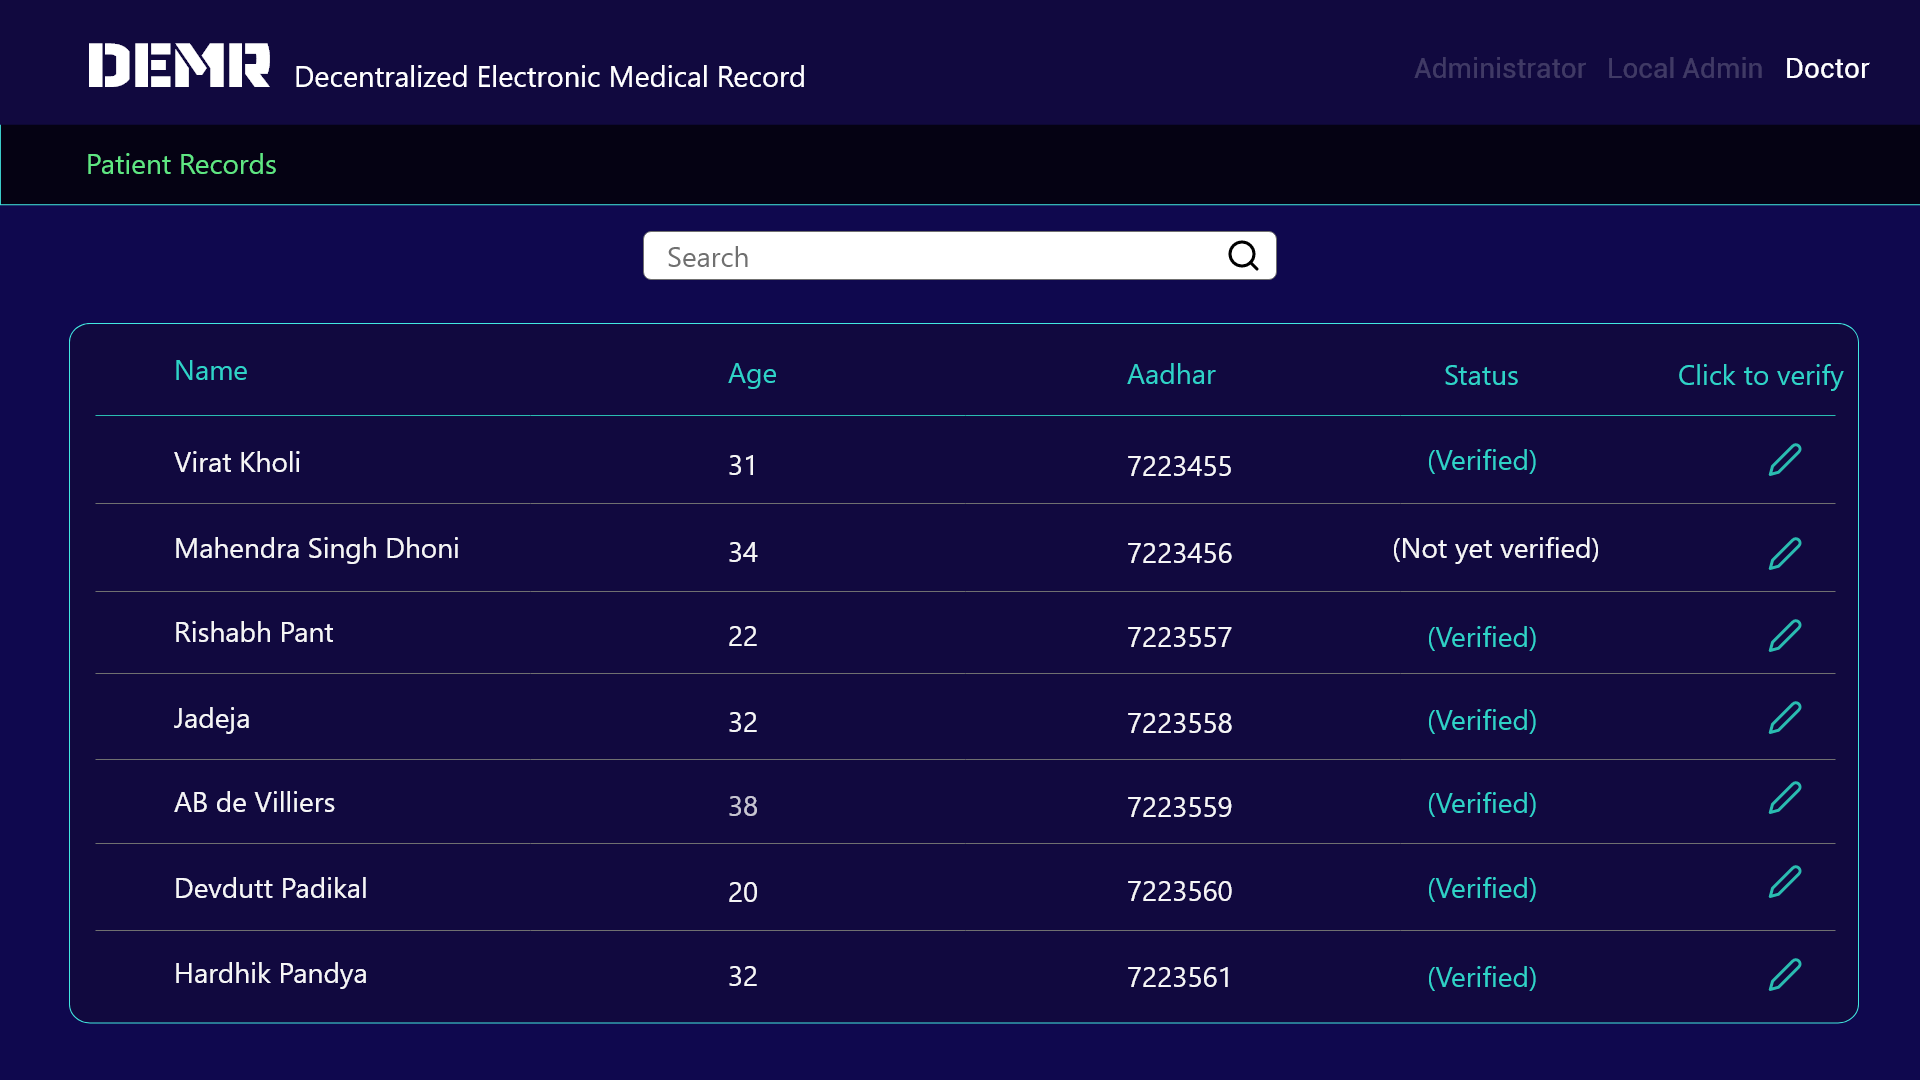 DEMR Decentralized Electronic Medical Record Administrator Local Admin Doctor
Patient Records
Search
Name Age Aadhar Status Click to verify
Virat Kholi 31 7223455 (Verified)
Mahendra Singh Dhoni 34 7223456 (Not yet verified)
Rishabh Pant 22 7223557 (Verified)
Jadeja 32 7223558 (Verified)
AB de Villiers 38 7223559 (Verified)
Devdutt Padikal 20 7223560 (Verified)
Hardhik Pandya 32 7223561 (Verified)